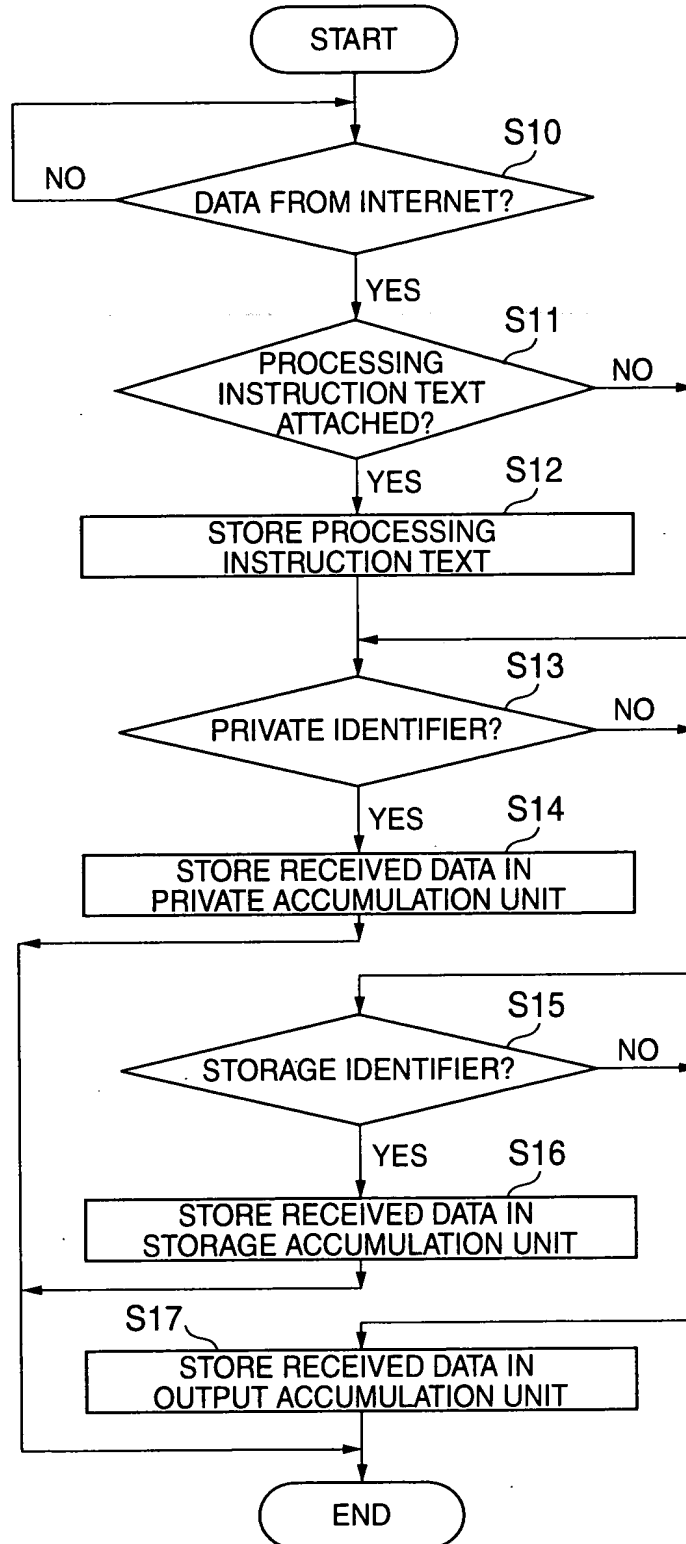 START
S10
NO
DATA FROM INTERNET?
YES
S11
PROCESSING
INSTRUCTION TEXT
ATTACHED?
NO
YES
S12
STORE PROCESSING
INSTRUCTION TEXT
S13
PRIVATE IDENTIFIER?
NO
YES
S14
STORE RECEIVED DATA IN
PRIVATE ACCUMULATION UNIT
S15
STORAGE IDENTIFIER?
NO
YES
S16
STORE RECEIVED DATA IN
STORAGE ACCUMULATION UNIT
S17
STORE RECEIVED DATA IN
OUTPUT ACCUMULATION UNIT
END